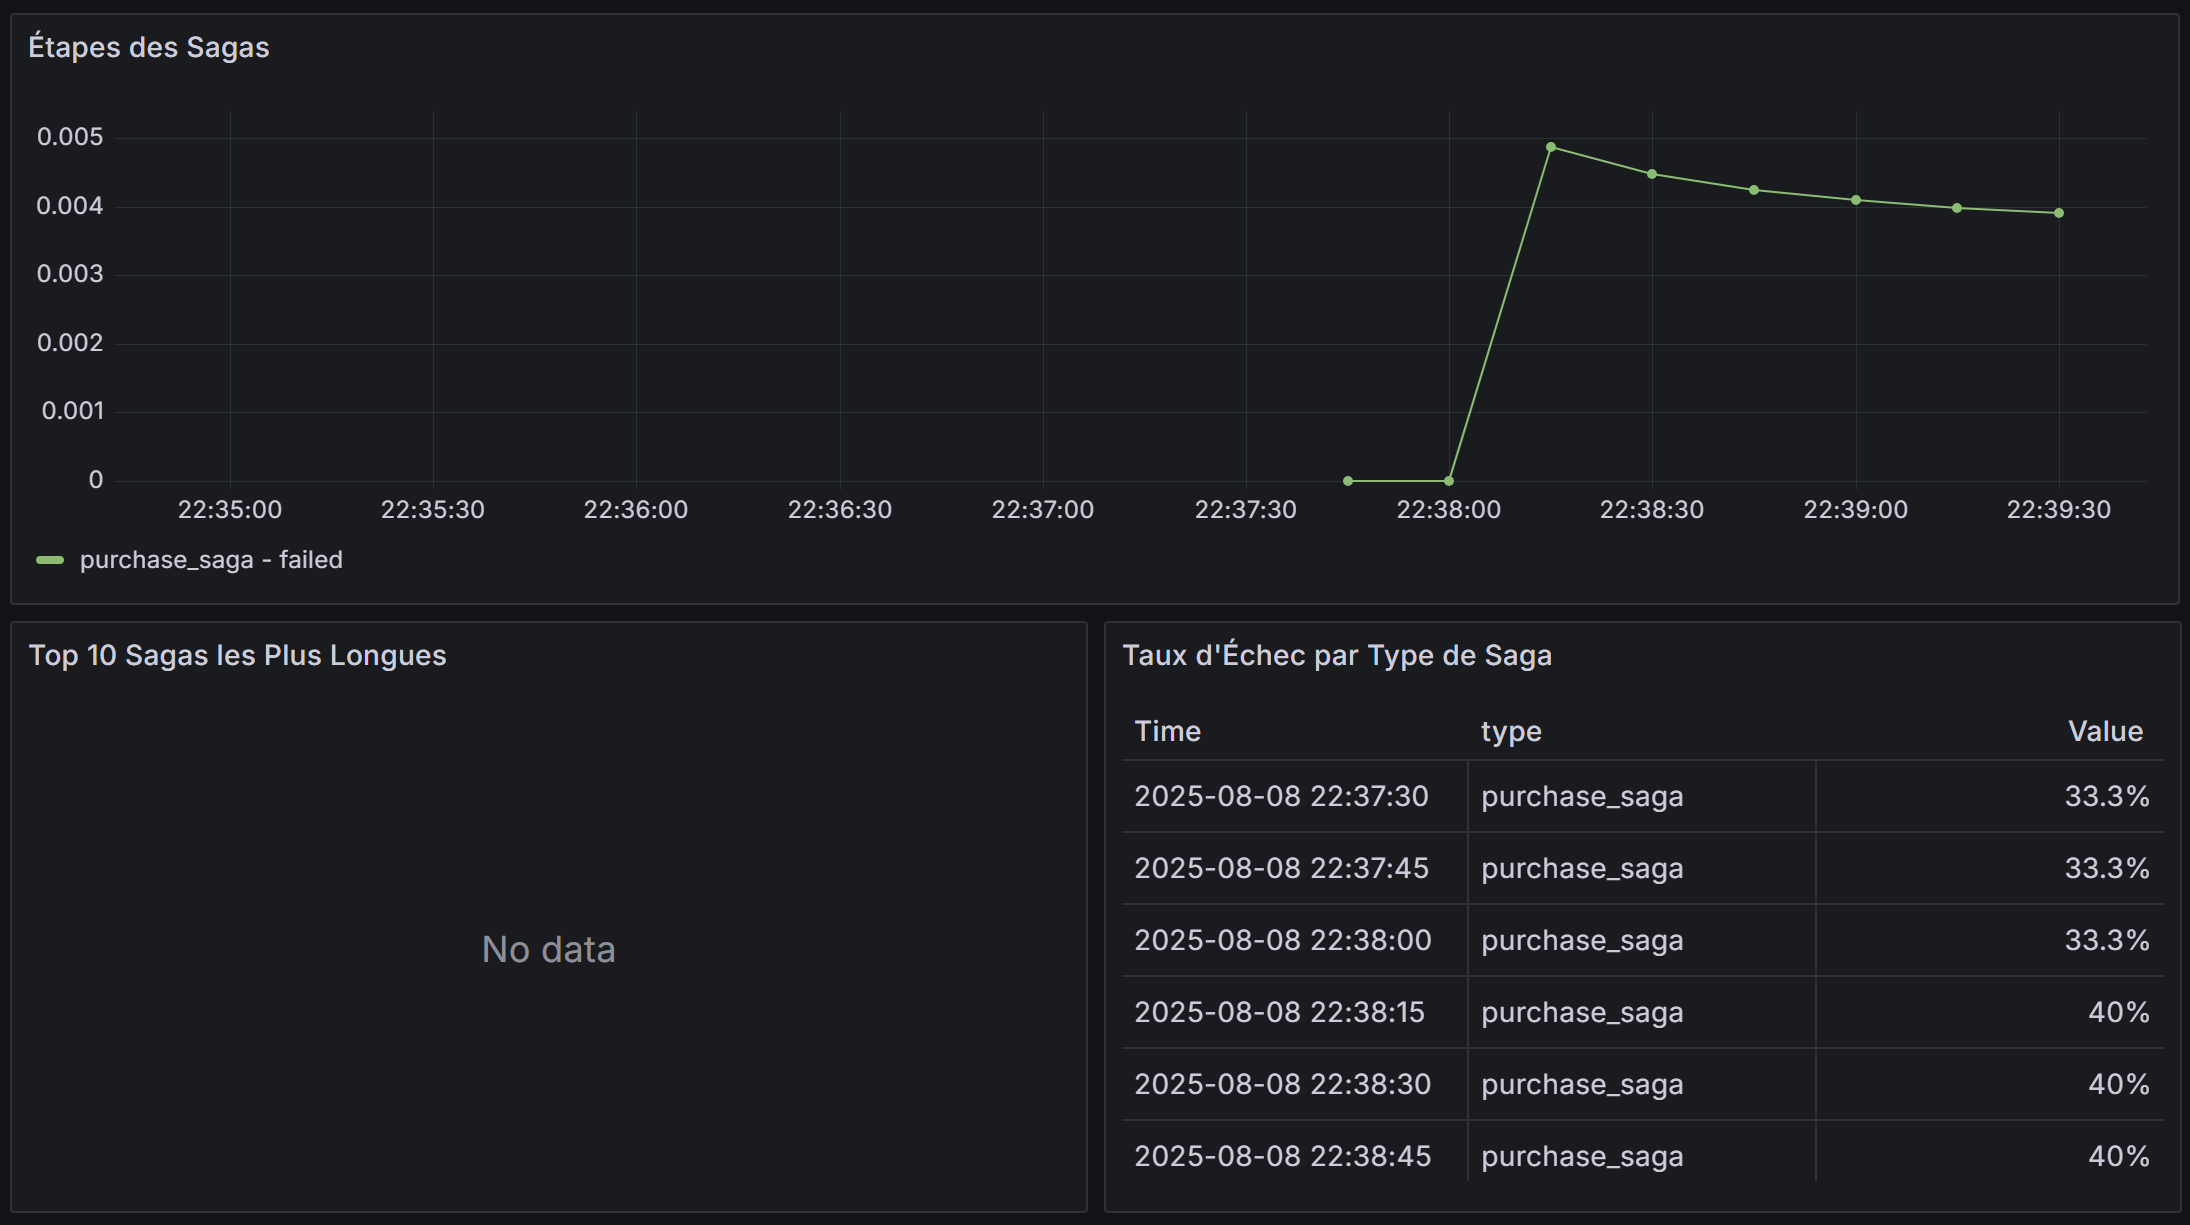 Étapes des Sagas
0.005
0.004
0.003
0.002
0.001
0
22:35:00 22:35:30 22:36:00 22:36:30 22:37:00 22:37:30 22:38:00 22:38:30 22:39:00 22:39:30
purchase_saga - failed
Top 10 Sagas les Plus Longues
No data
Taux d'Échec par Type de Saga
Time type Value
2025-08-08 22:37:30 purchase_saga 33.3%
2025-08-08 22:37:45 purchase_saga 33.3%
2025-08-08 22:38:00 purchase_saga 33.3%
2025-08-08 22:38:15 purchase_saga 40%
2025-08-08 22:38:30 purchase_saga 40%
2025-08-08 22:38:45 purchase_saga 40%